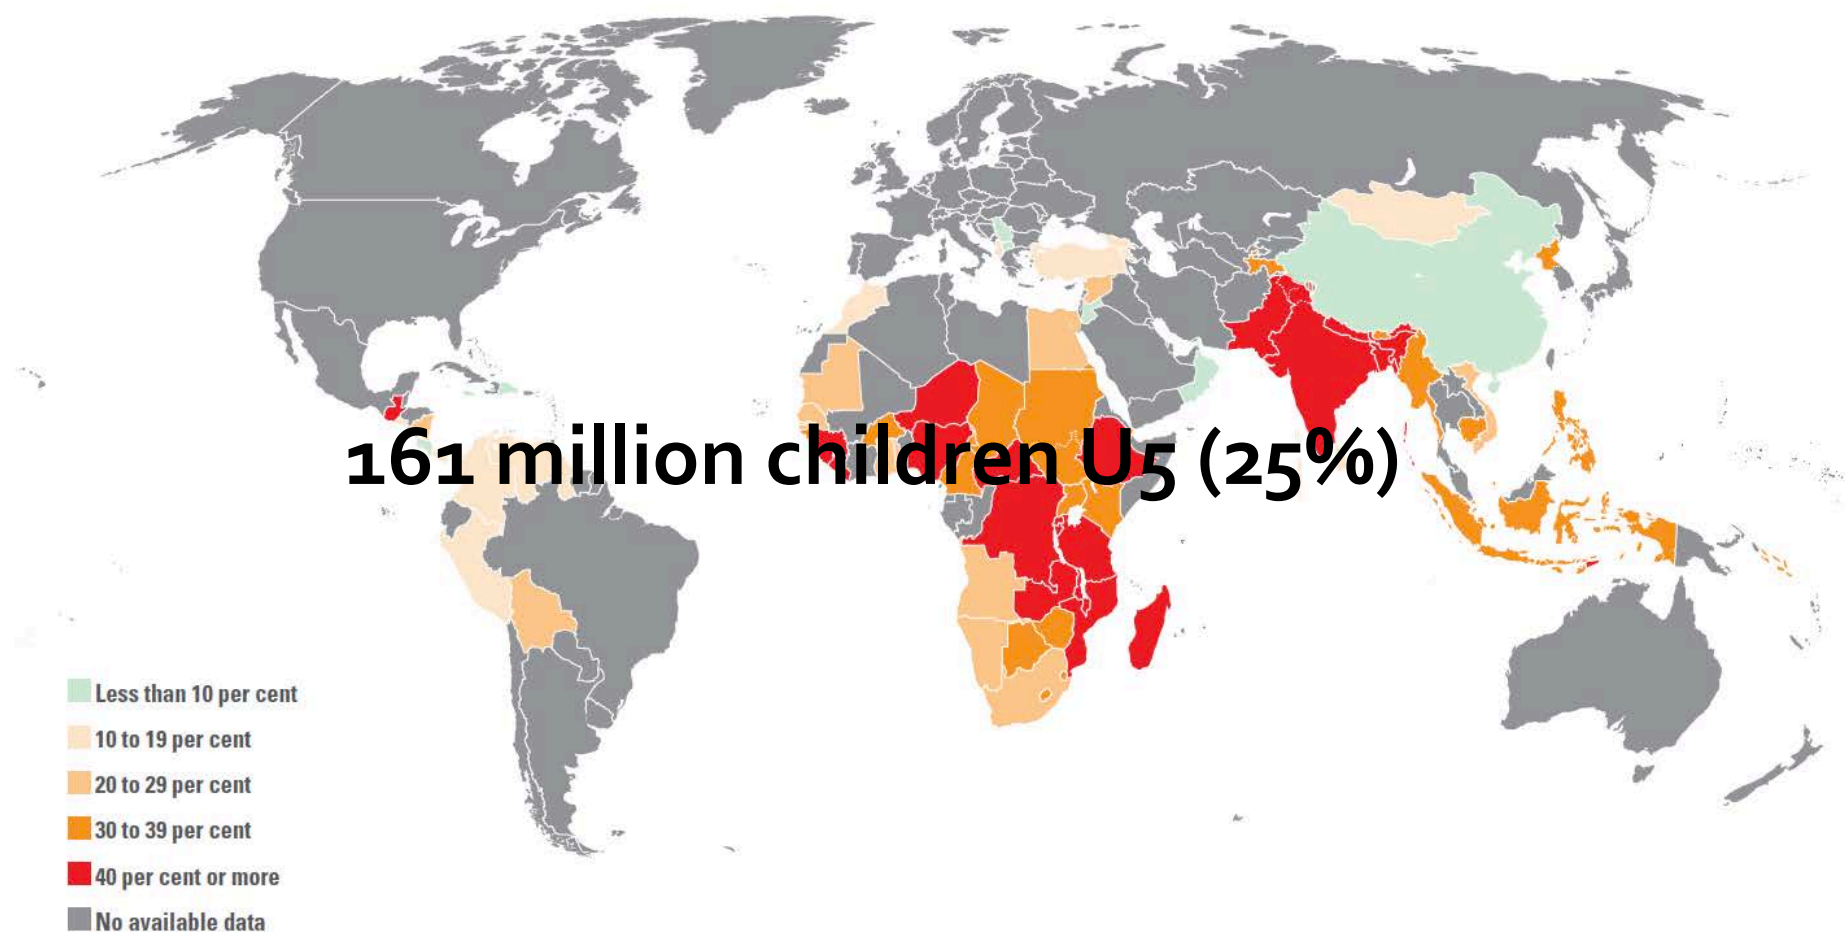 161 million children U5 (25%)
Less than 10 per cent
10 to 19 per cent
20 to 29 per cent
30 to 39 per cent
40 per cent or more
No available data